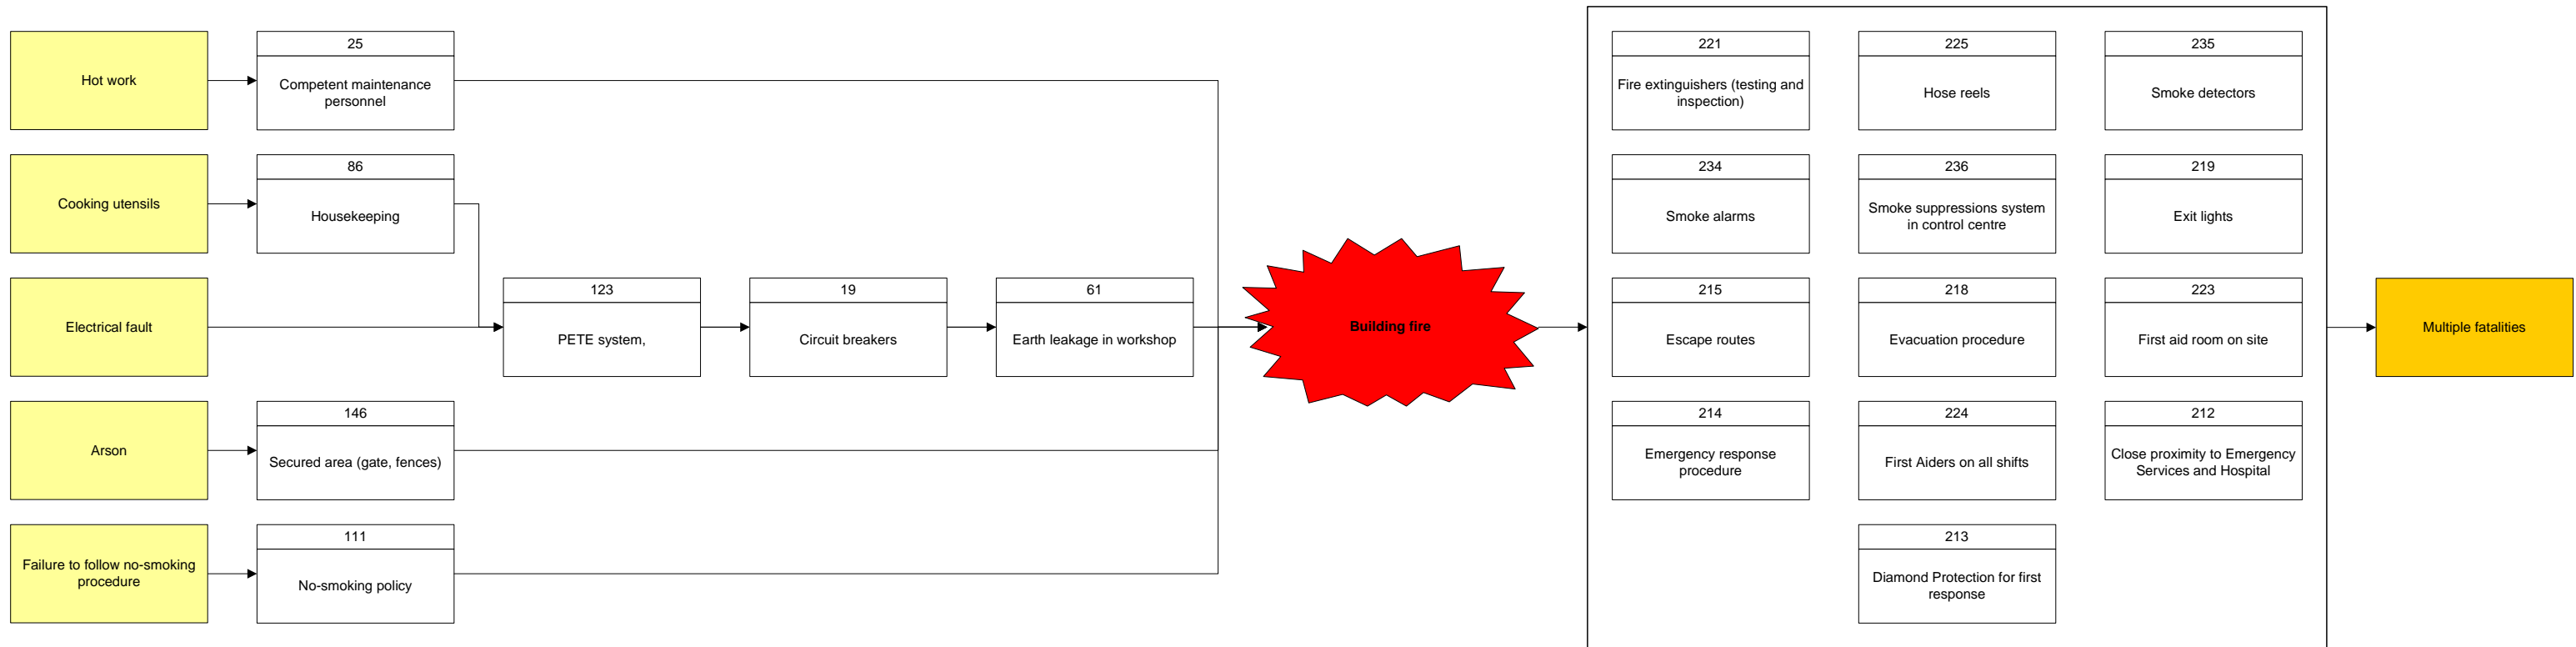 Hot work
25
Competent maintenance
personnel
Cooking utensils
86
Housekeeping
Electrical fault
123
PETE system,
19
Circuit breakers
61
Earth leakage in workshop
Arson
146
Secured area (gate, fences)
Failure to follow no-smoking
procedure
111
No-smoking policy
Building fire
221
Fire extinguishers (testing and
inspection)
225
Hose reels
235
Smoke detectors
234
Smoke alarms
236
Smoke suppressions system
in control centre
219
Exit lights
215
Escape routes
218
Evacuation procedure
223
First aid room on site
214
Emergency response
procedure
224
First Aiders on all shifts
212
Close proximity to Emergency
Services and Hospital
213
Diamond Protection for first
response
Multiple fatalities